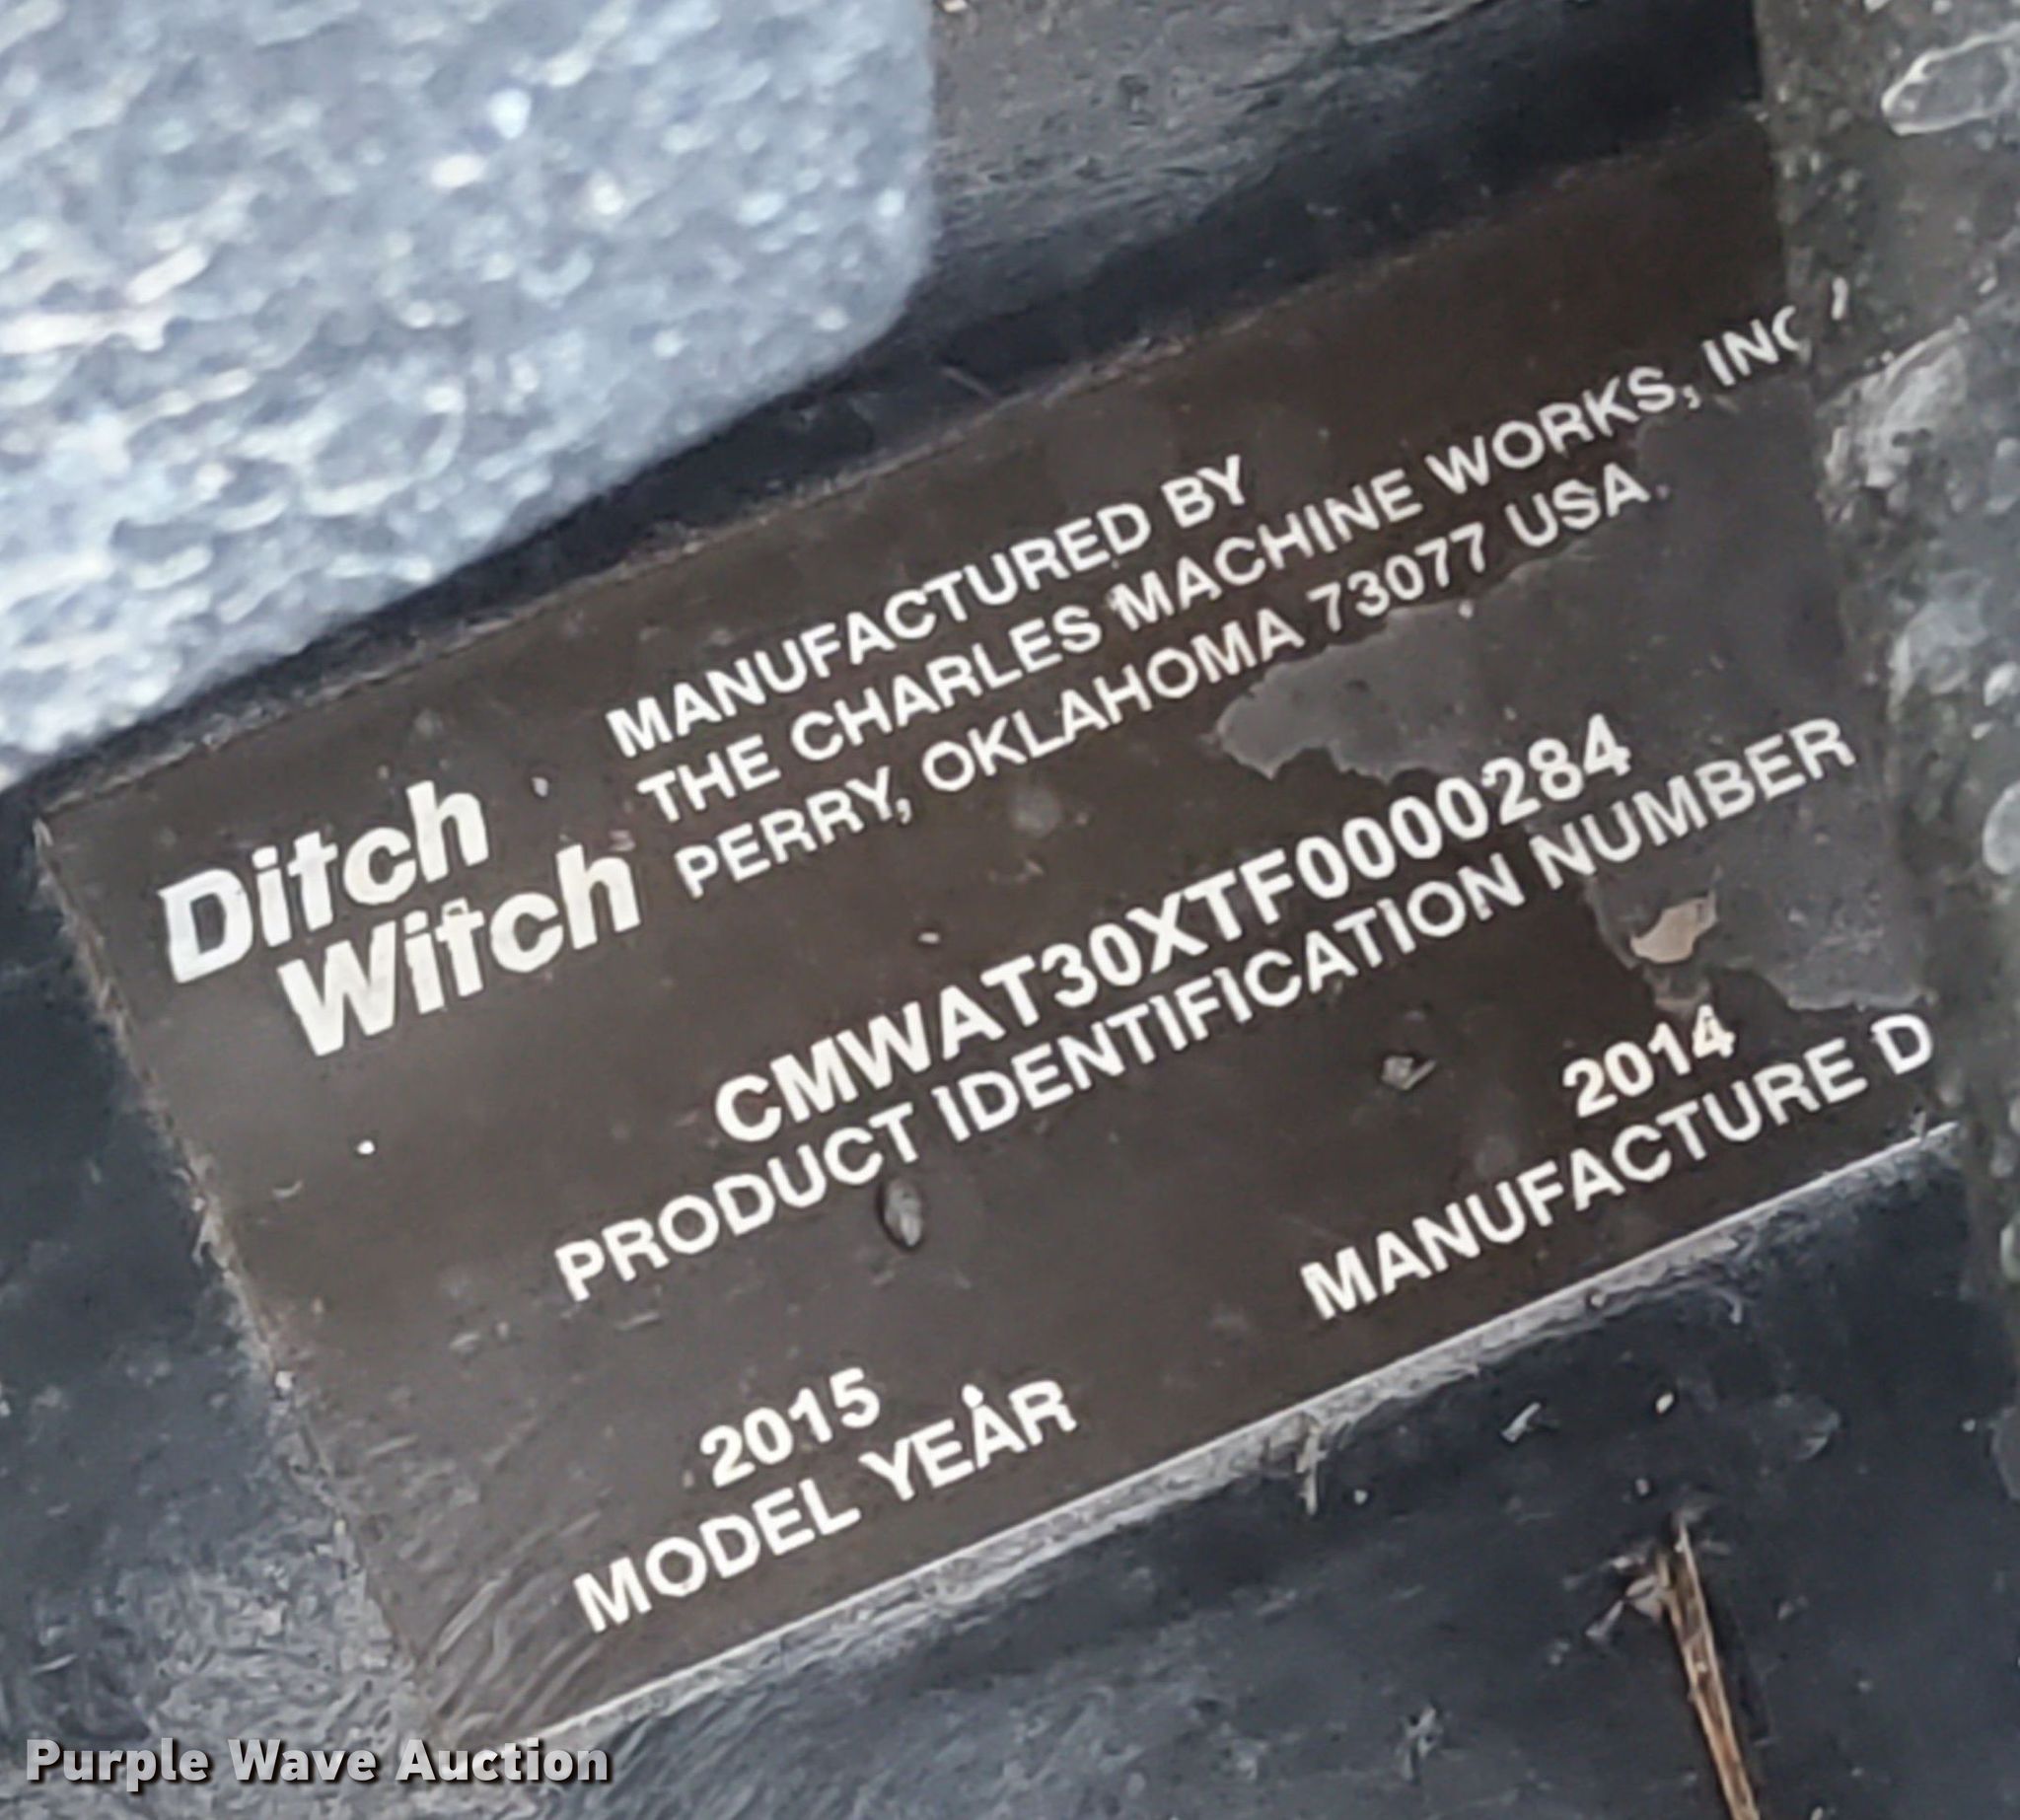 Ditch
Witch
MANUFACTURED BY
THE CHARLES MACHINE WORKS, INC
PERRY, OKLAHOMA 73077 USA
CMWAT30XTF0000284
PRODUCT IDENTIFICATION NUMBER
2014
MANUFACTURE D
2015
MODEL YEAR
Purple Wave Auction